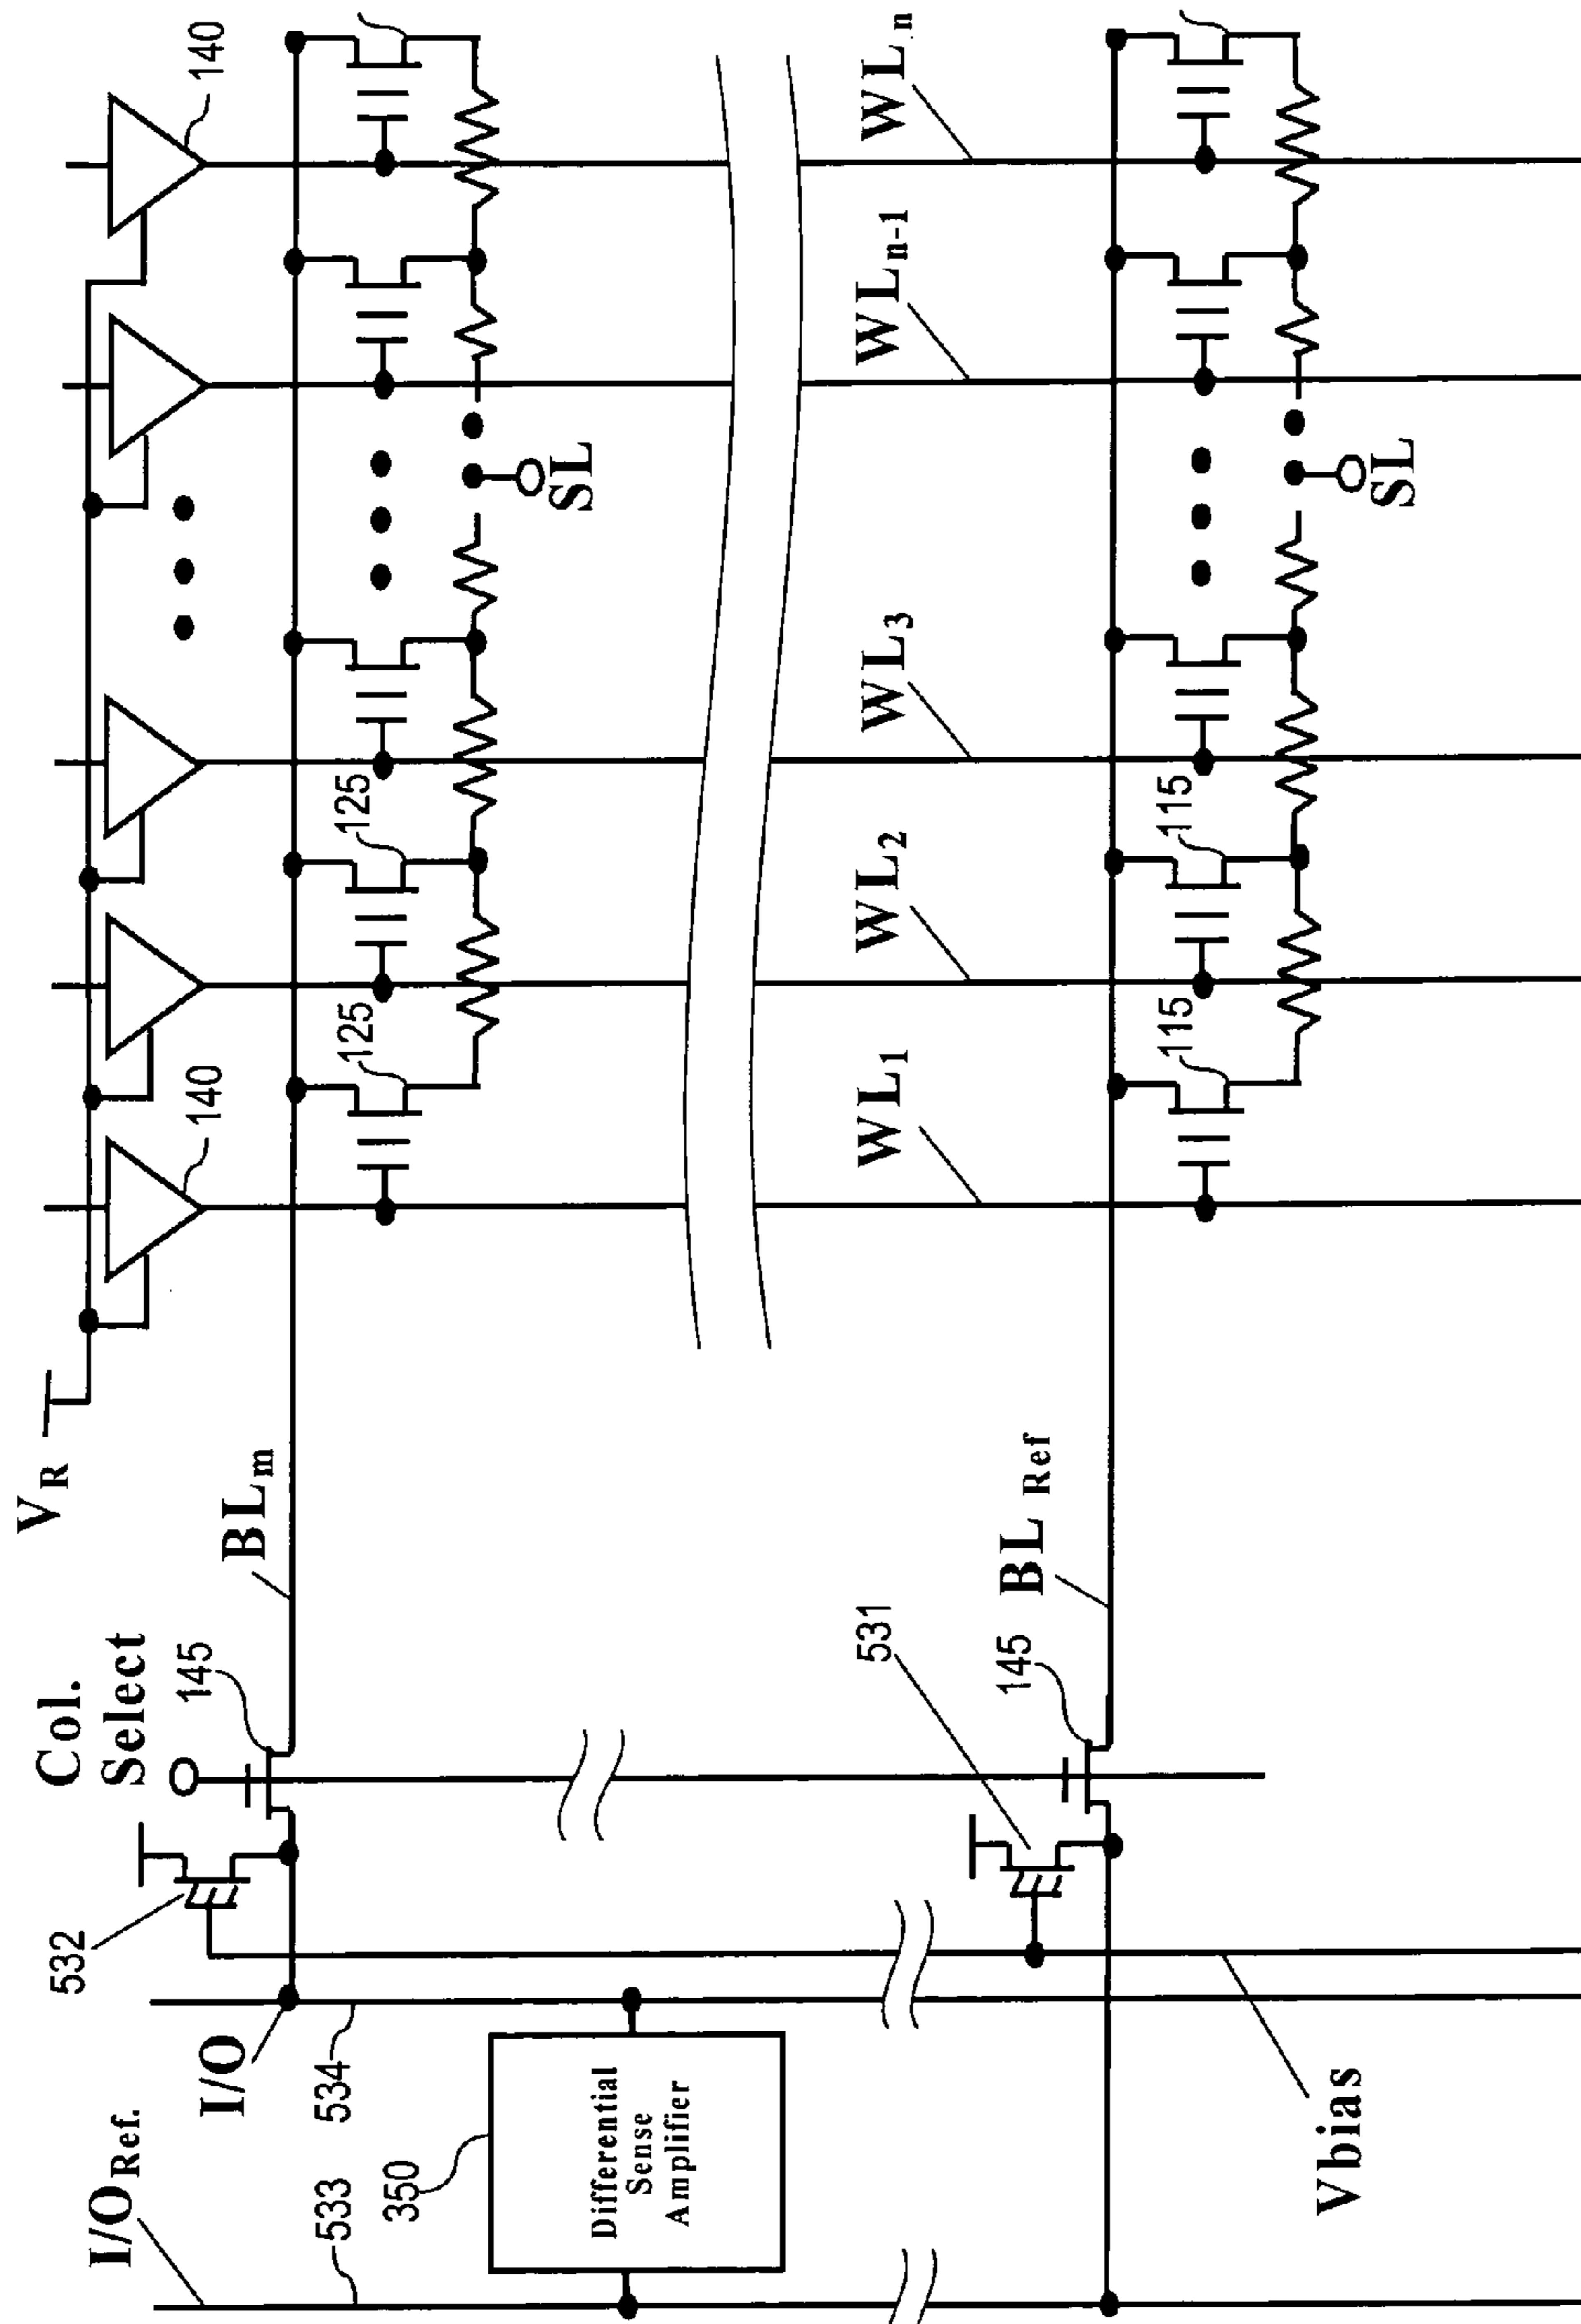 V_R
140
140
Col.
Select
145
BL_m
532
125
125
SL
I/O
534
I/O_Ref.
533
350
Differential
Sense
Amplifier
WL_1
WL_2
WL_3
WL_n-1
WL_n
531
145
BL_Ref
115
115
SL
Vbias